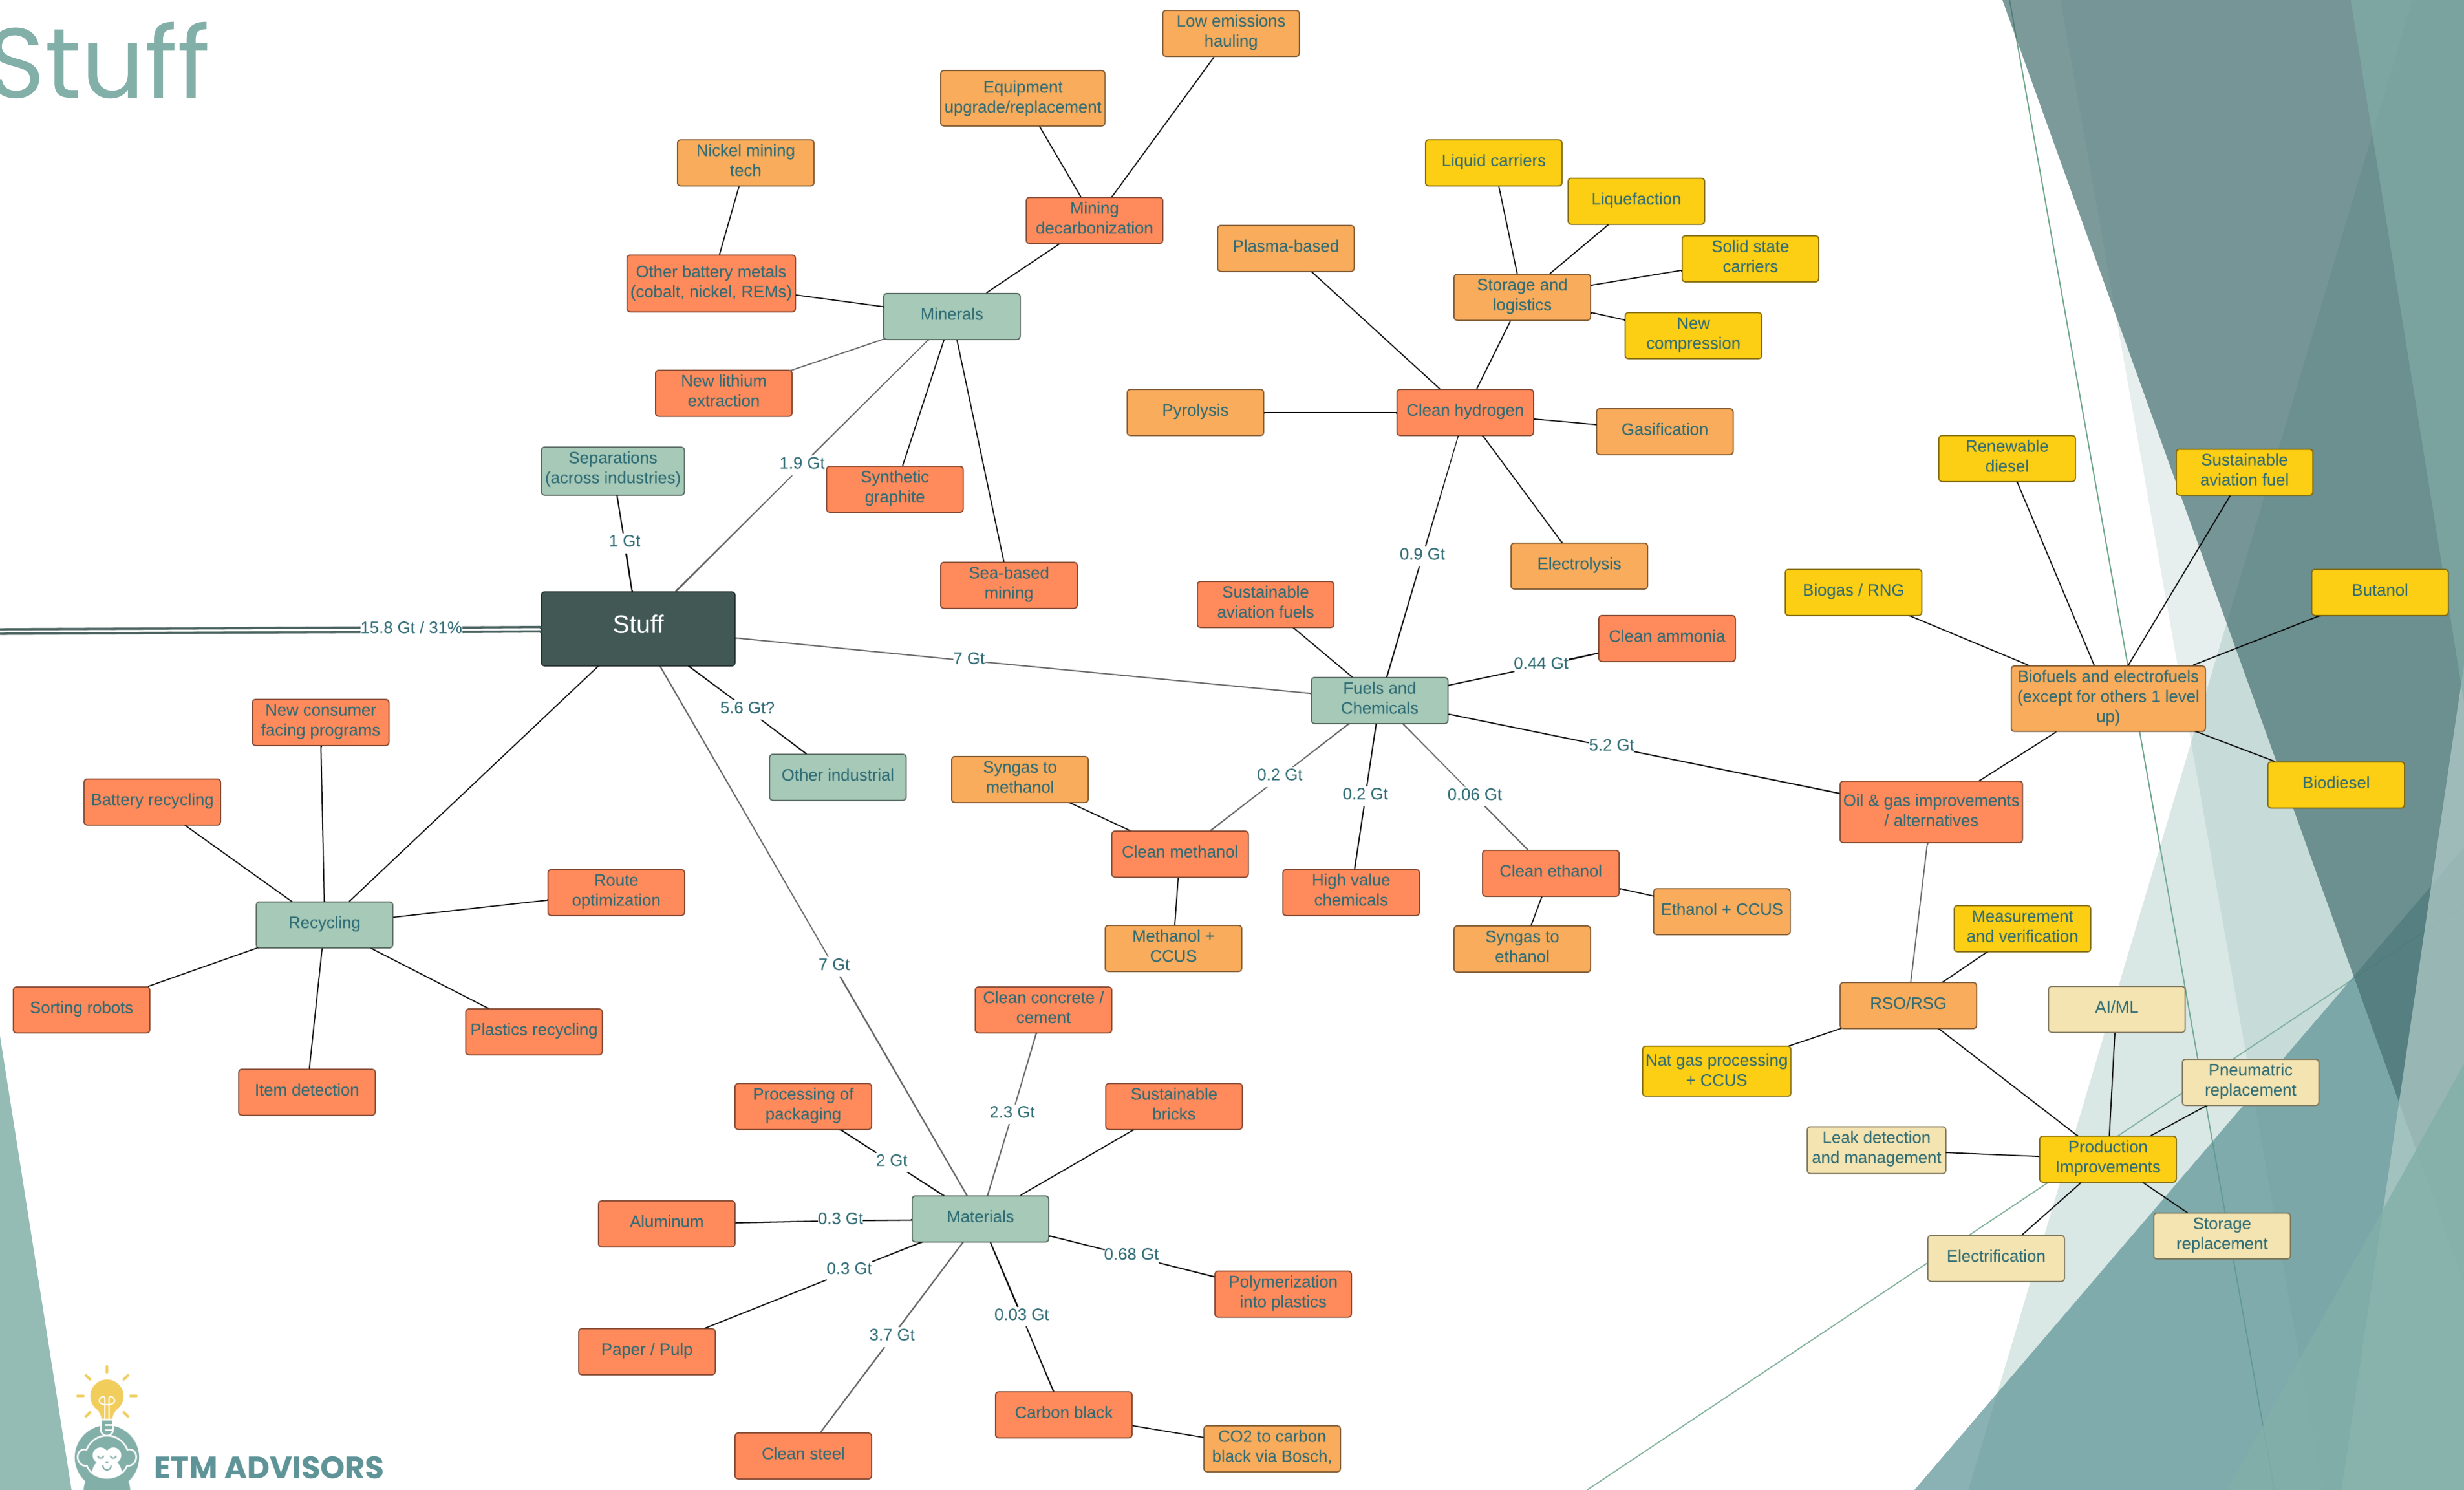 Stuff
Low emissions
hauling
Equipment
upgrade/replacement
Nickel mining
tech
Liquid carriers
Liquefaction
Mining
decarbonization
Plasma-based
Solid state
carriers
Other battery metals
(cobalt, nickel, REMs)
Storage and
logistics
Minerals
New
compression
New lithium
extraction
Pyrolysis
Clean hydrogen
Gasification
Renewable
diesel
Sustainable
aviation fuel
Separations
(across industries)
1.9 Gt
Synthetic
graphite
1 Gt
0.9 Gt
Electrolysis
Sea-based
mining
Sustainable
aviation fuels
Biogas / RNG
Butanol
15.8 Gt / 31%
Stuff
7 Gt
Clean ammonia
0.44 Gt
Fuels and
Chemicals
Biofuels and electrofuels
(except for others 1 level
up)
New consumer
facing programs
5.6 Gt?
5.2 Gt
Other industrial
Syngas to
methanol
0.2 Gt
0.2 Gt
0.06 Gt
Biodiesel
Battery recycling
Oil & gas improvements
/ alternatives
Clean methanol
High value
chemicals
Clean ethanol
Route
optimization
Ethanol + CCUS
Recycling
Measurement
and verification
Methanol +
CCUS
Syngas to
ethanol
7 Gt
Sorting robots
Plastics recycling
Clean concrete /
cement
RSO/RSG
AI/ML
Item detection
Nat gas processing
+ CCUS
Pneumatric
replacement
Processing of
packaging
2.3 Gt
Sustainable
bricks
2 Gt
Leak detection
and management
Production
Improvements
Aluminum
0.3 Gt
Materials
0.68 Gt
Storage
replacement
Electrification
0.3 Gt
Polymerization
into plastics
0.03 Gt
3.7 Gt
Paper / Pulp
Carbon black
Clean steel
CO2 to carbon
black via Bosch,
ETM ADVISORS